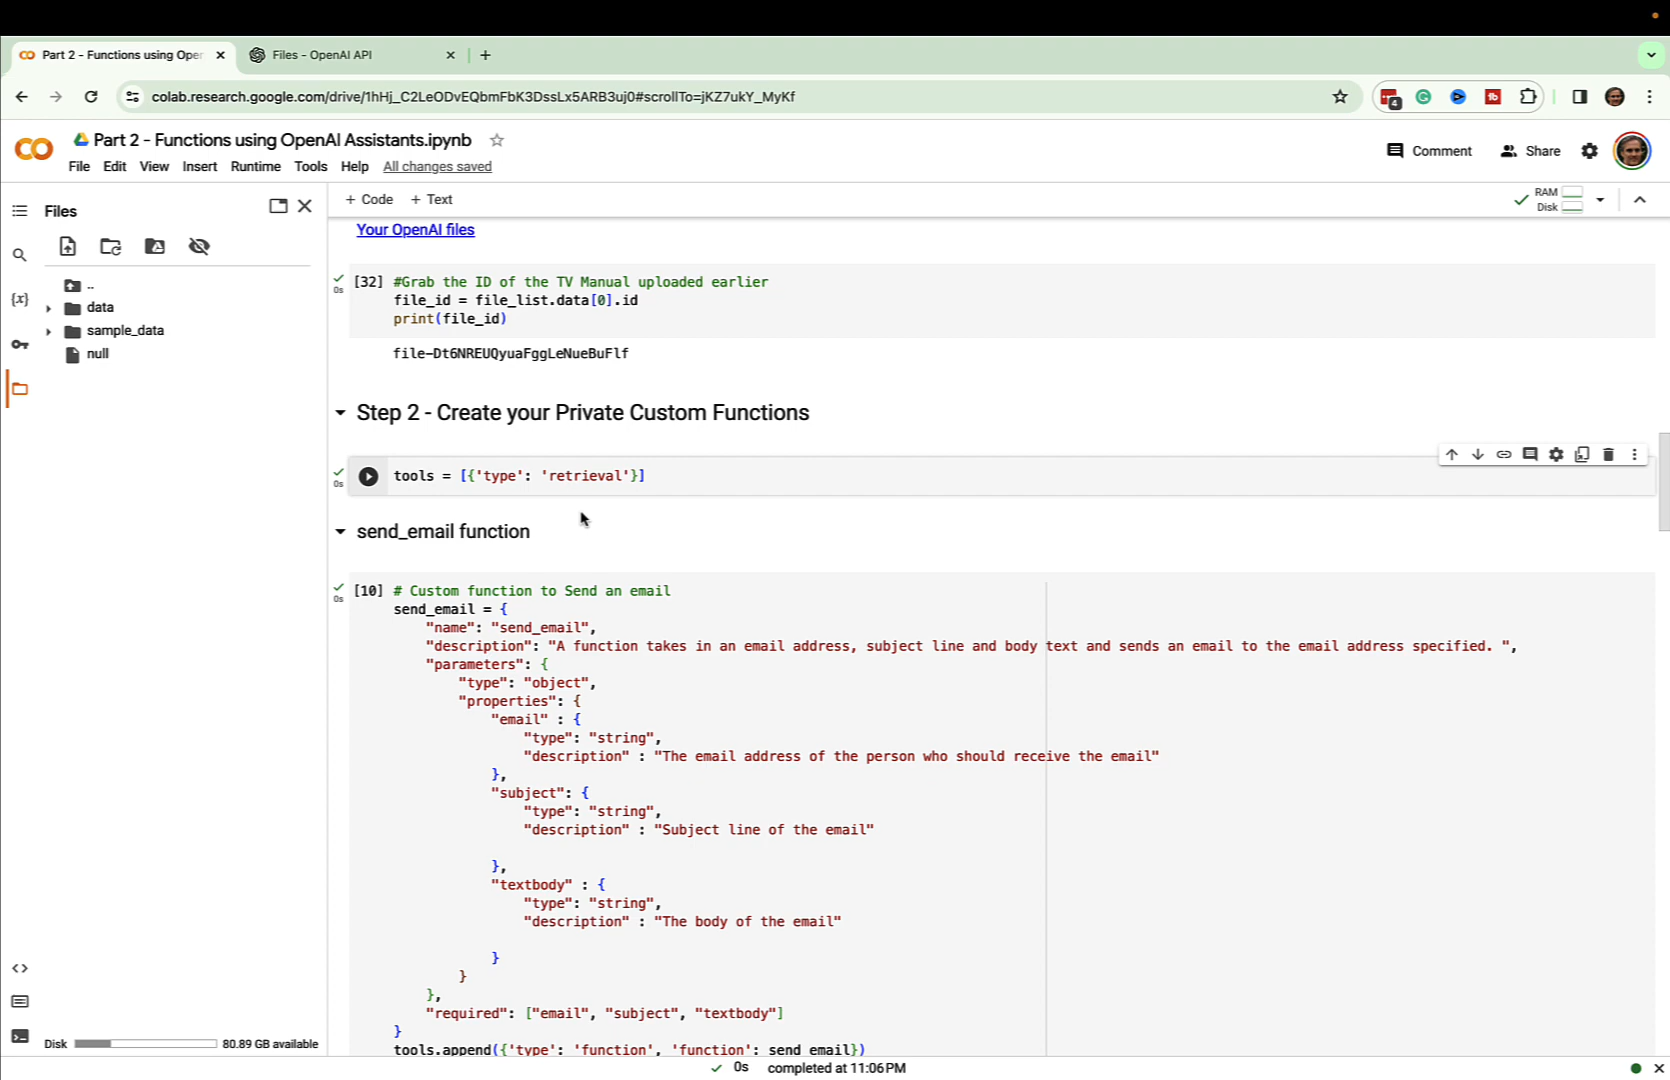 Part 2 - Functions using Oper
Files - OpenAI API
colab.research.google.com/drive/1hHj_C2LeODvEQbmFbK3DssLx5ARB3uj0#scrollTo=jKZ7ukY_MyKf
4
Part 2 - Functions using OpenAI Assistants.ipynb
Comment
Share
File Edit View Insert Runtime Tools Help All changes saved
Files
+ Code + Text
RAM
Disk
..
data
sample_data
null
Your OpenAI files
0s
[32] #Grab the ID of the TV Manual uploaded earlier
file_id = file_list.data[0].id
print(file_id)
file-Dt6NREUQyuaFggLeNueBuFlf
Step 2 - Create your Private Custom Functions
0s
tools = [{'type': 'retrieval'}]
send_email function
0s
[10] # Custom function to Send an email
send_email = {
"name": "send_email",
"description": "A function takes in an email address, subject line and body text and sends an email to the email address specified. ",
"parameters": {
"type": "object",
"properties": {
"email" : {
"type": "string",
"description" : "The email address of the person who should receive the email"
},
"subject": {
"type": "string",
"description" : "Subject line of the email"
},
"textbody" : {
"type": "string",
"description" : "The body of the email"
}
}
},
"required": ["email", "subject", "textbody"]
}
tools.append({'type': 'function', 'function': send_email})
Disk
80.89 GB available
0s completed at 11:06 PM